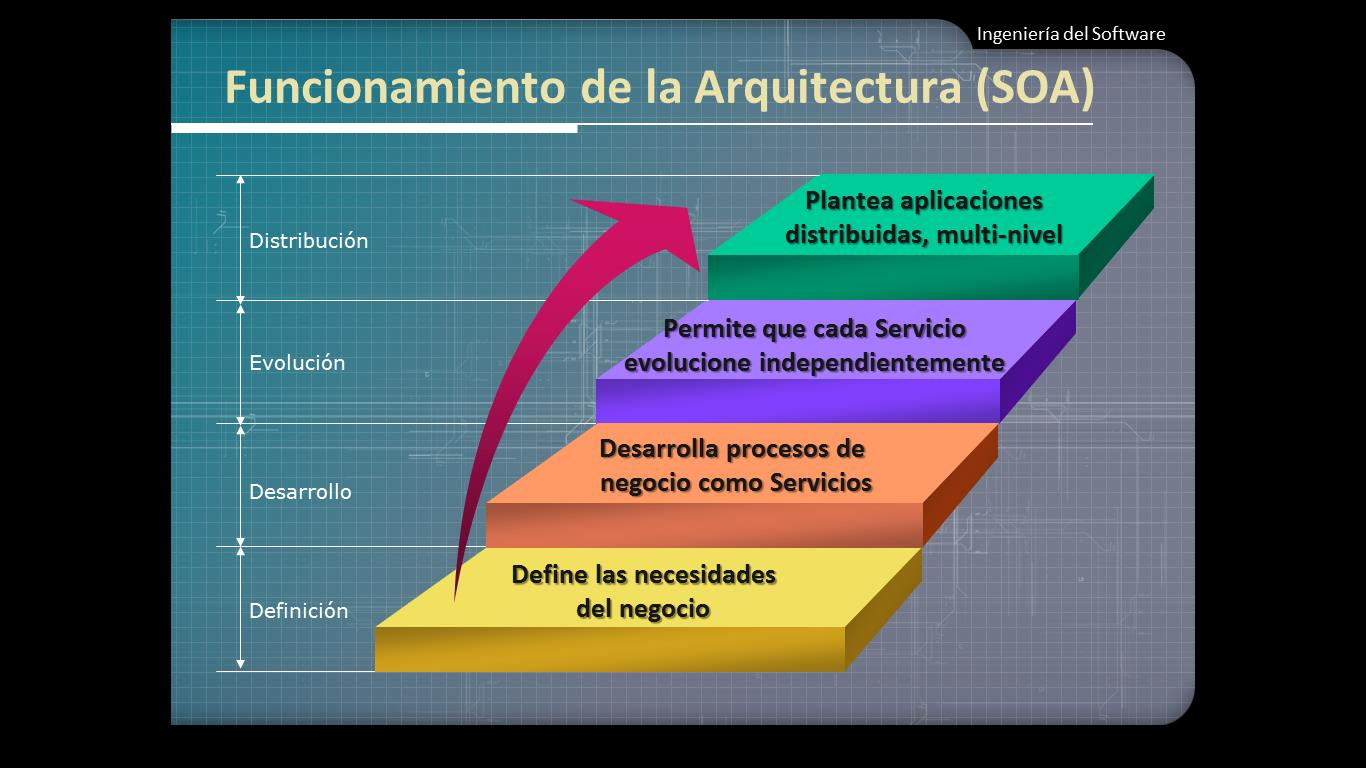 Ingeniería del Software
Funcionamiento de la Arquitectura (SOA)
Distribución
Plantea aplicaciones
distribuidas, multi-nivel
Evolución
Permite que cada Servicio
evolucione independientemente
Desarrollo
Desarrolla procesos de
negocio como Servicios
Definición
Define las necesidades
del negocio